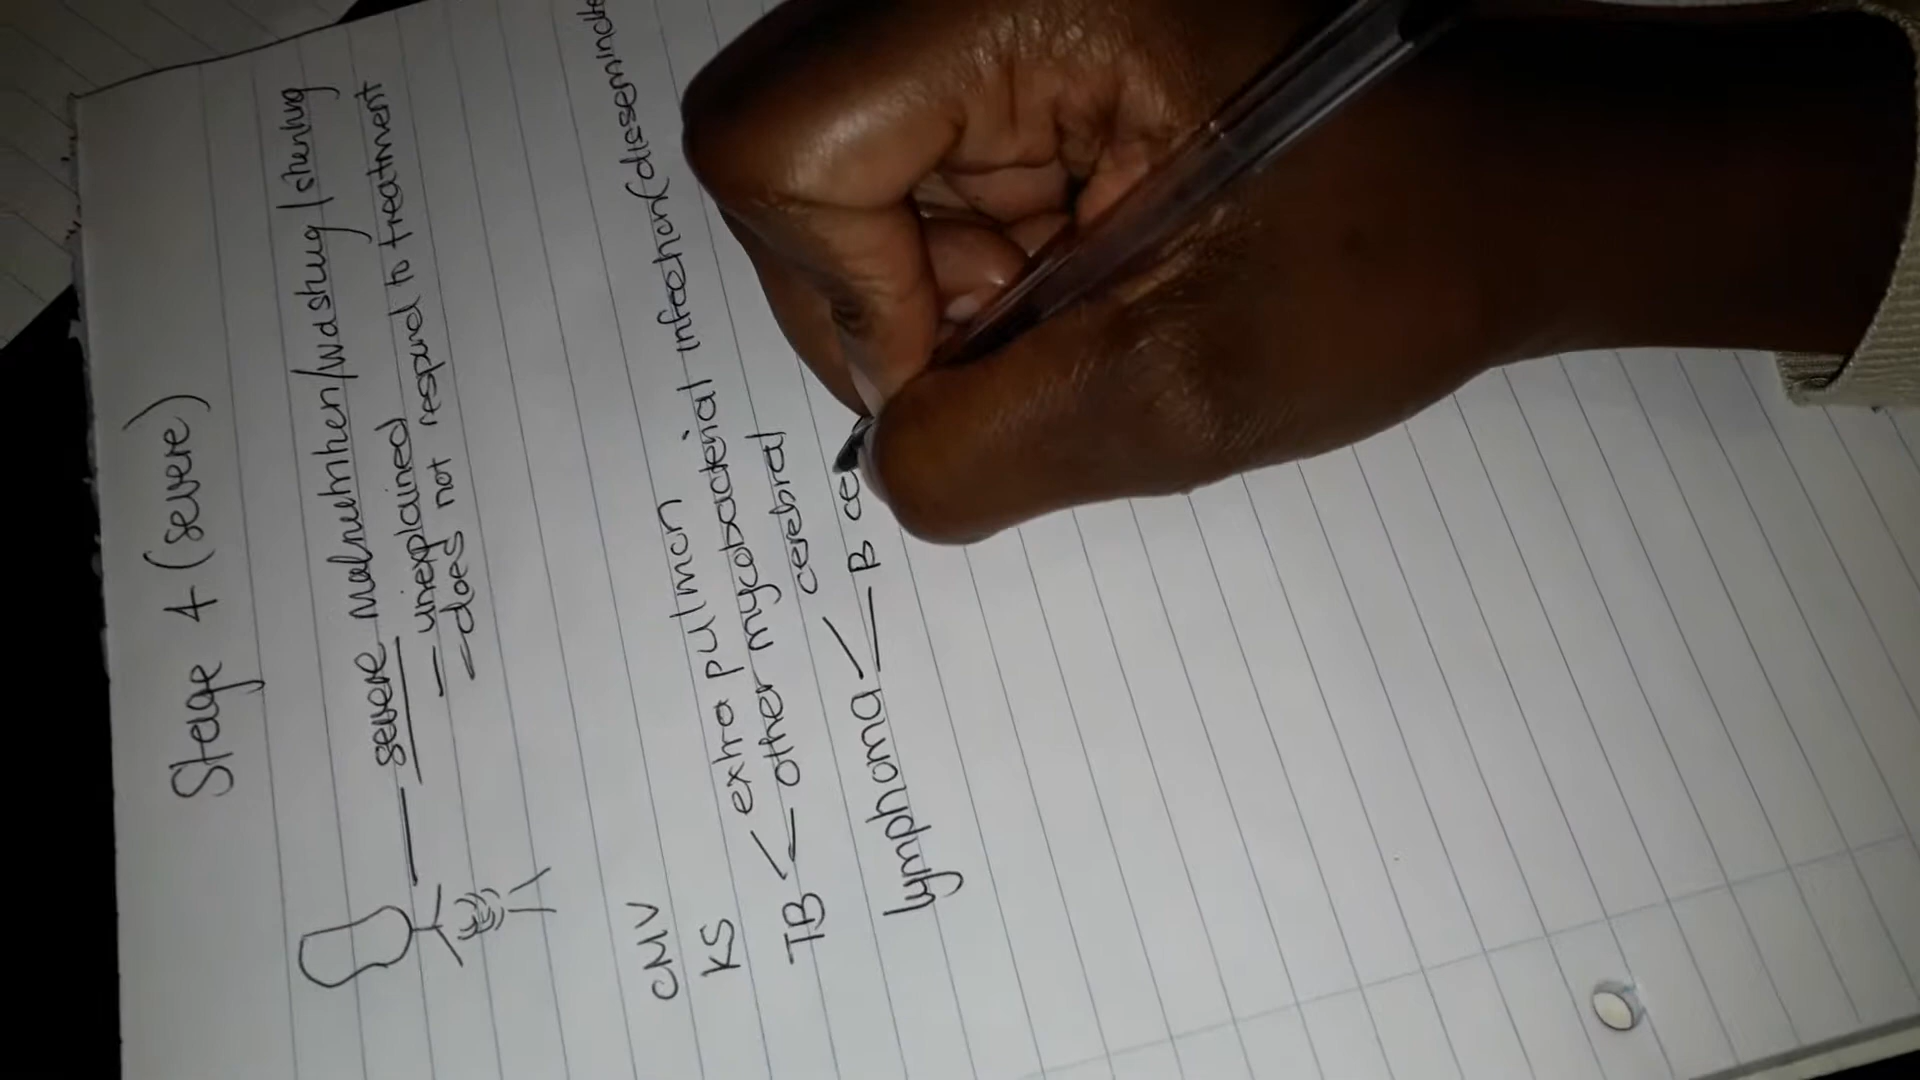 Stage 4 (severe)
severe malnutrition/wasting/stunting
- unexplained
- does not respond to treatment
CMV
KS
TB extra pulmon
other mycobacterial infection (disseminate
lymphoma cerebral
B ce